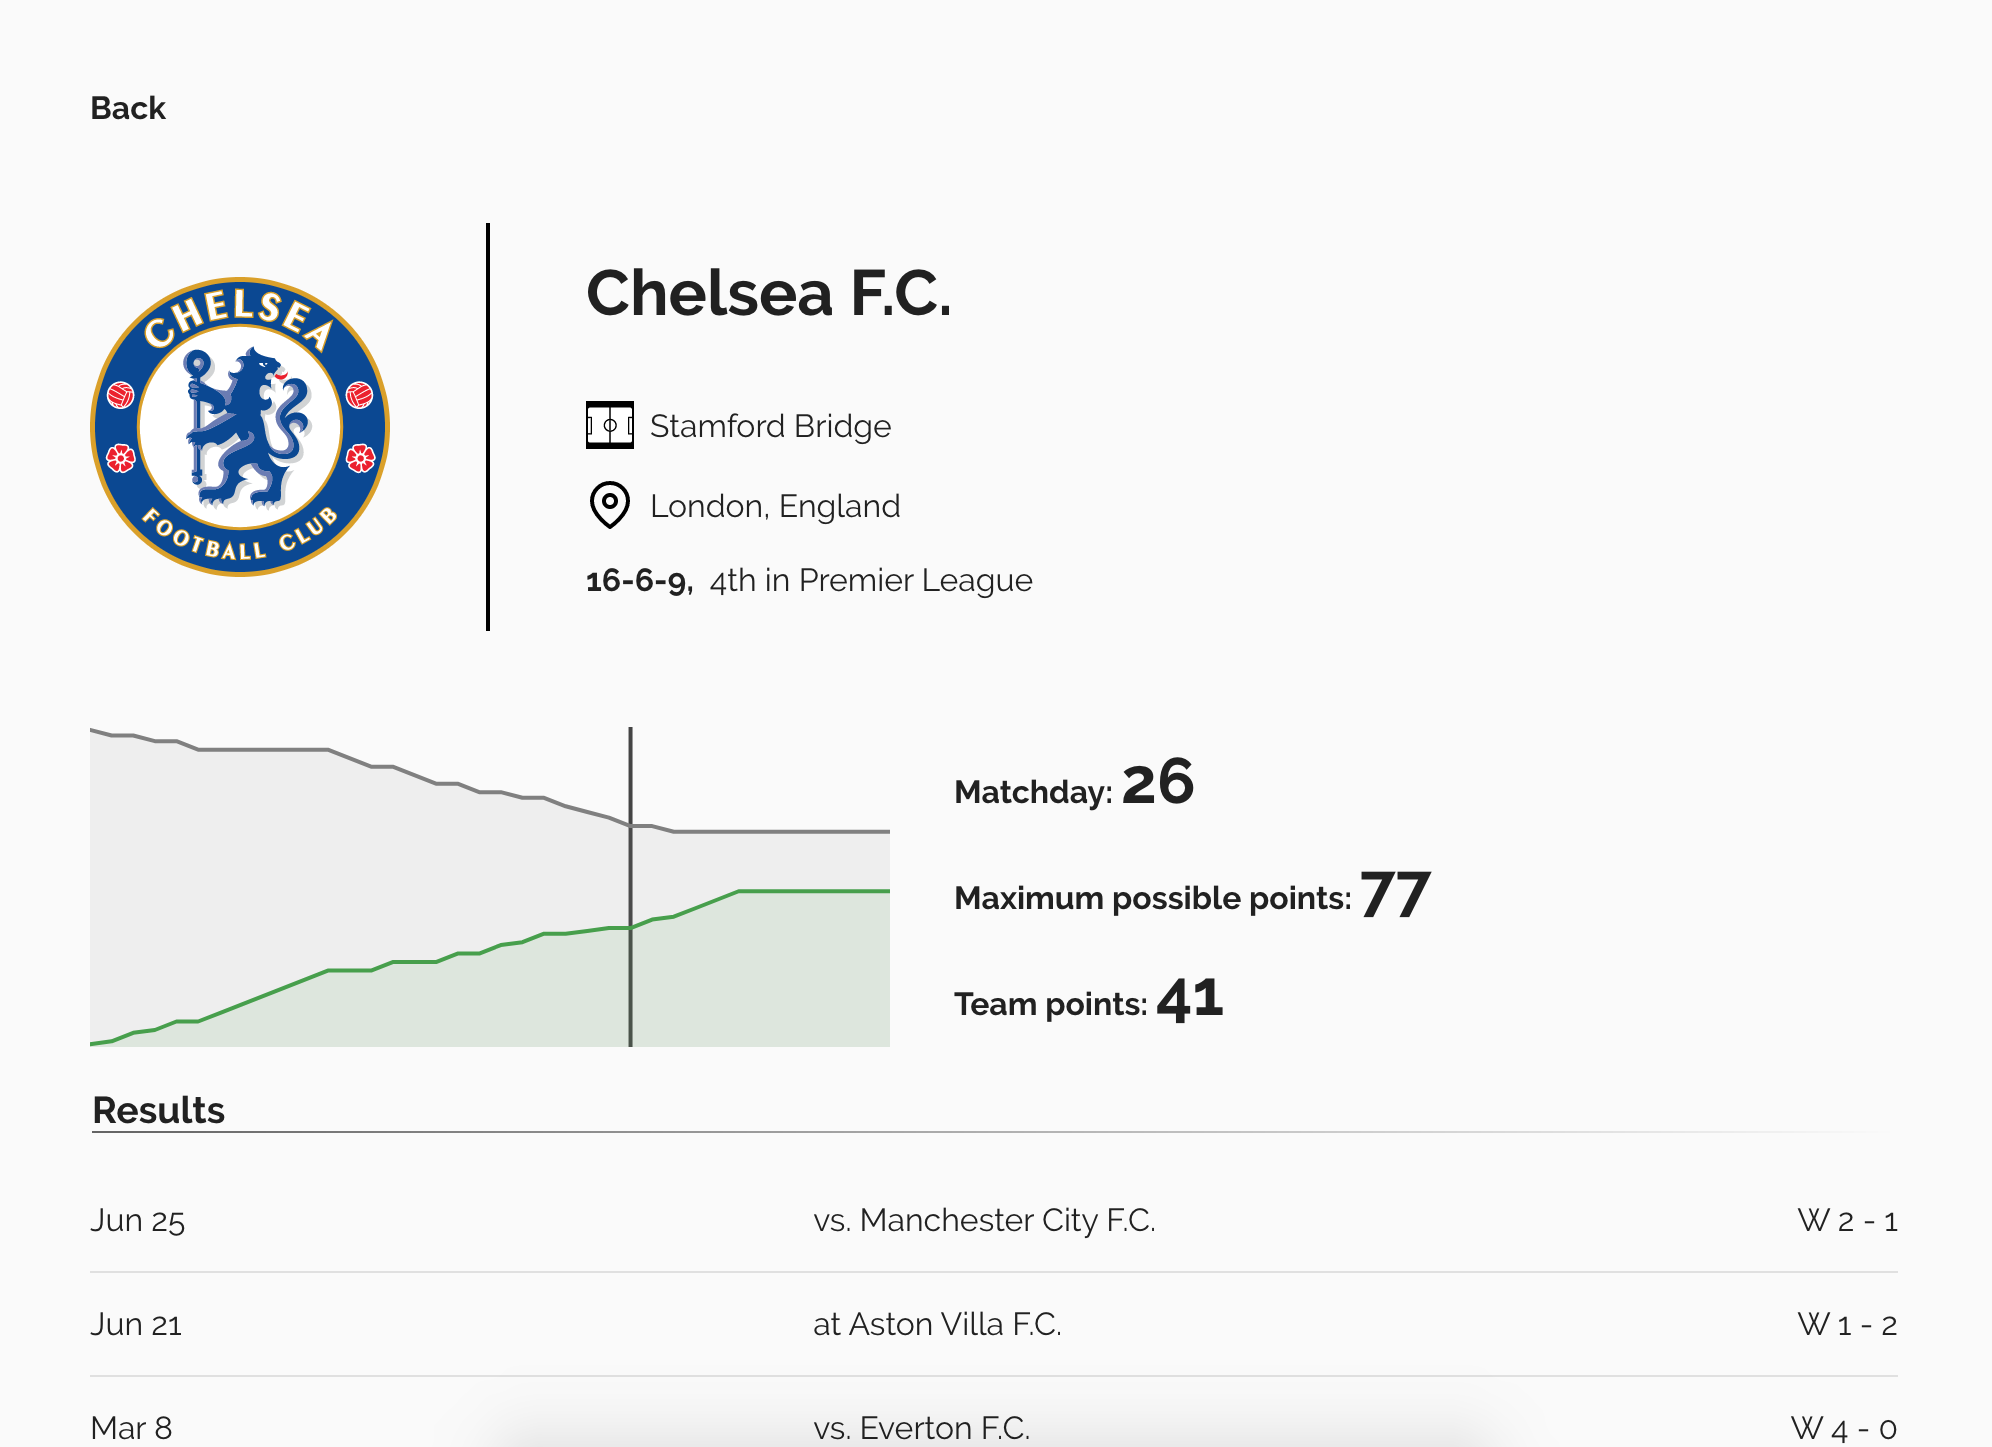 Back
CHELSEA
FOOTBALL CLUB
Chelsea F.C.
Stamford Bridge
London, England
16-6-9, 4th in Premier League
Matchday: 26
Maximum possible points: 77
Team points: 41
Results
Jun 25 vs. Manchester City F.C. W 2 - 1
Jun 21 at Aston Villa F.C. W 1 - 2
Mar 8 vs. Everton F.C. W 4 - 0